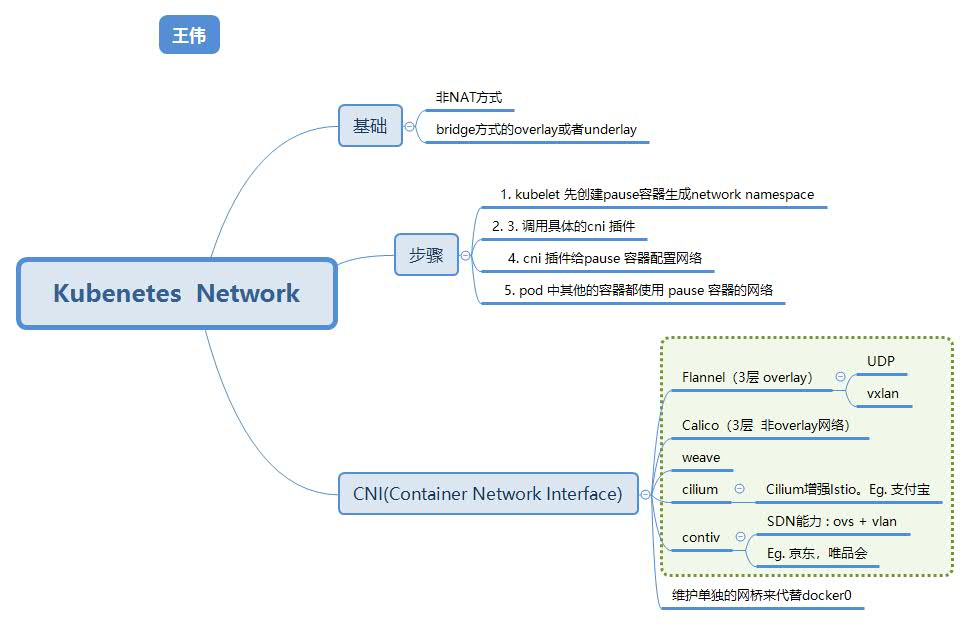 王伟
Kubenetes Network
基础
非NAT方式
bridge方式的overlay或者underlay
步骤
1. kubelet 先创建pause容器生成network namespace
2. 3. 调用具体的cni 插件
4. cni 插件给pause 容器配置网络
5. pod 中其他的容器都使用 pause 容器的网络
CNI(Container Network Interface)
Flannel（3层 overlay）
UDP
vxlan
Calico（3层 非overlay网络）
weave
cilium
Cilium增强Istio。Eg. 支付宝
contiv
SDN能力 : ovs + vlan
Eg. 京东，唯品会
维护单独的网桥来代替docker0